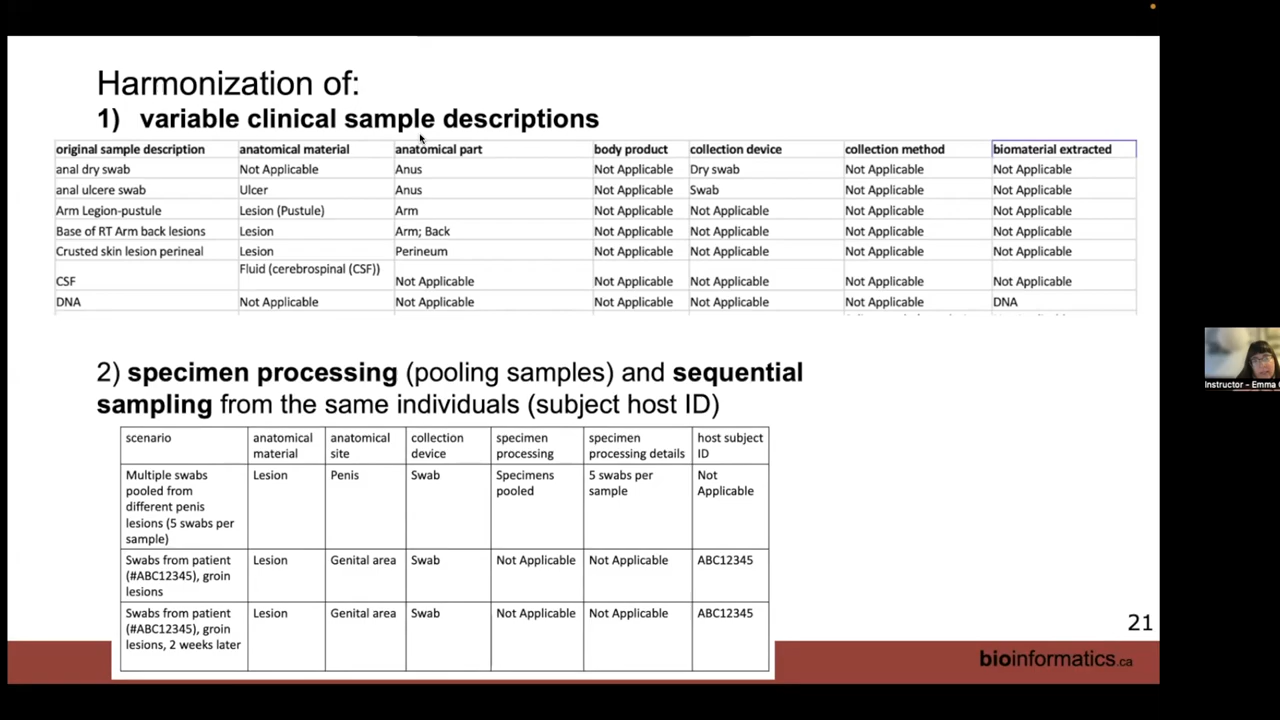 Harmonization of:
1) variable clinical sample descriptions
original sample description anatomical material anatomical part body product collection device collection method biomaterial extracted
anal dry swab Not Applicable Anus Not Applicable Dry swab Not Applicable Not Applicable
anal ulcere swab Ulcer Anus Not Applicable Swab Not Applicable Not Applicable
Arm Legion-pustule Lesion (Pustule) Arm Not Applicable Not Applicable Not Applicable Not Applicable
Base of RT Arm back lesions Lesion Arm; Back Not Applicable Not Applicable Not Applicable Not Applicable
Crusted skin lesion perineal Lesion Perineum Not Applicable Not Applicable Not Applicable Not Applicable
CSF Fluid (cerebrospinal (CSF)) Not Applicable Not Applicable Not Applicable Not Applicable Not Applicable
DNA Not Applicable Not Applicable Not Applicable Not Applicable Not Applicable DNA
2) specimen processing (pooling samples) and sequential
sampling from the same individuals (subject host ID)
scenario anatomical material anatomical site collection device specimen processing specimen processing details host subject ID
Multiple swabs pooled from different penis lesions (5 swabs per sample) Lesion Penis Swab Specimens pooled 5 swabs per sample Not Applicable
Swabs from patient (#ABC12345), groin lesions Lesion Genital area Swab Not Applicable Not Applicable ABC12345
Swabs from patient (#ABC12345), groin lesions, 2 weeks later Lesion Genital area Swab Not Applicable Not Applicable ABC12345
21
bioinformatics.ca
Instructor - Emma